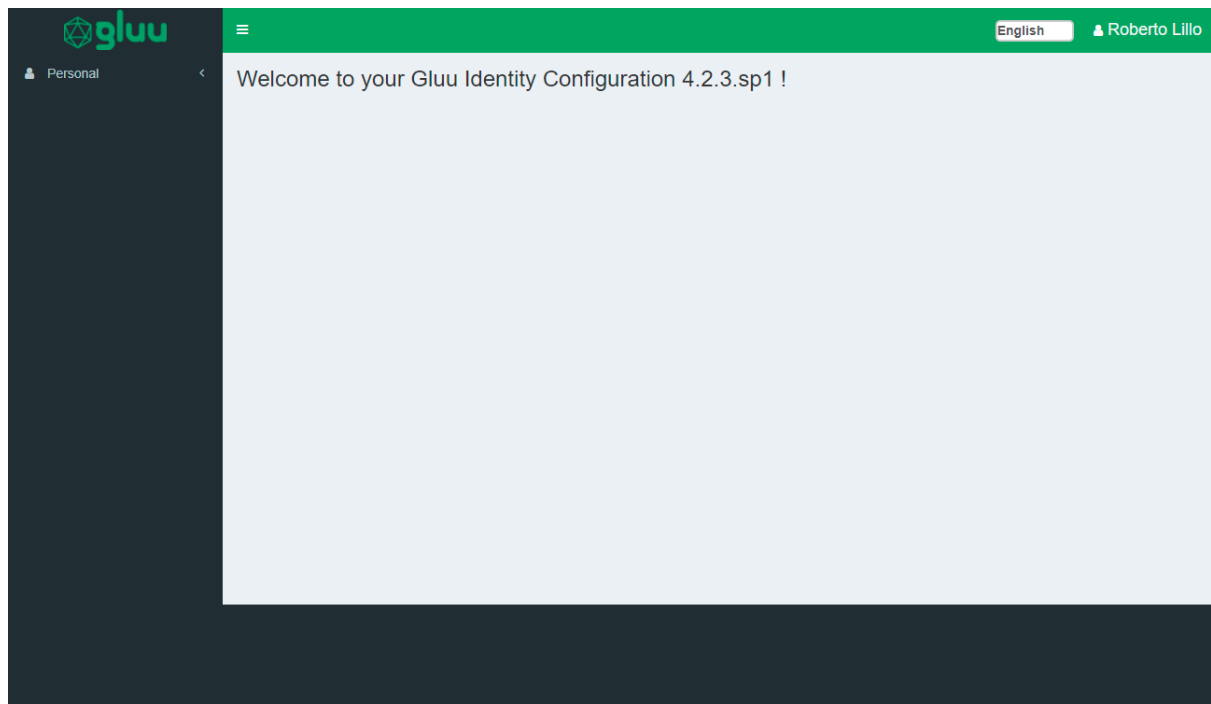 gluu
English
Roberto Lillo
Personal
Welcome to your Gluu Identity Configuration 4.2.3.sp1 !